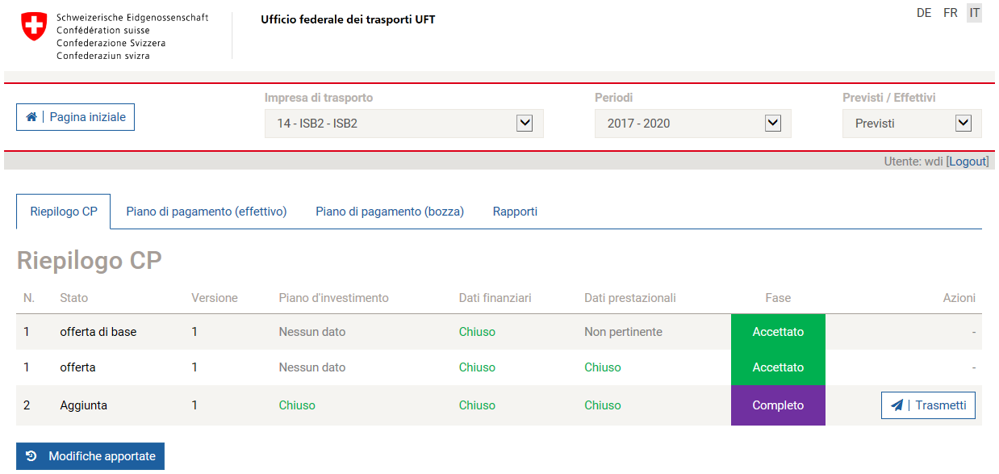 Schweizerische Eidgenossenschaft
Confédération suisse
Confederazione Svizzera
Confederaziun svizra
Ufficio federale dei trasporti UFT
DE FR IT
Pagina iniziale
Impresa di trasporto
14 - ISB2 - ISB2
Periodi
2017 - 2020
Previsti / Effettivi
Previsti
Utente: wdi [Logout]
Riepilogo CP Piano di pagamento (effettivo) Piano di pagamento (bozza) Rapporti
Riepilogo CP
N. Stato Versione Piano d'investimento Dati finanziari Dati prestazionali Fase Azioni
1 offerta di base 1 Nessun dato Chiuso Non pertinente Accettato -
1 offerta 1 Nessun dato Chiuso Chiuso Accettato -
2 Aggiunta 1 Chiuso Chiuso Chiuso Completo Trasmetti
Modifiche apportate